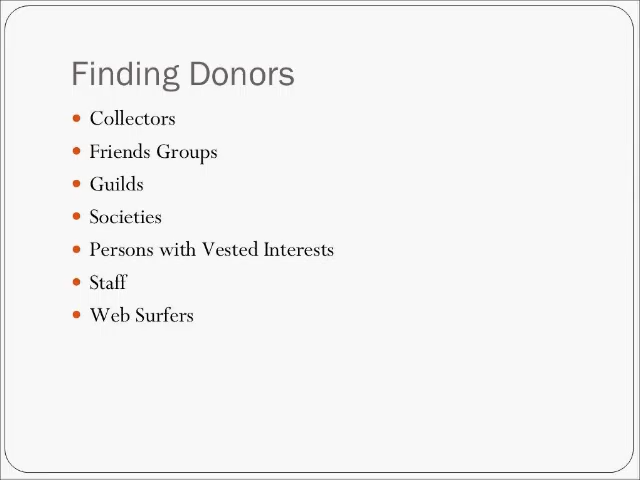 Finding Donors
Collectors
Friends Groups
Guilds
Societies
Persons with Vested Interests
Staff
Web Surfers